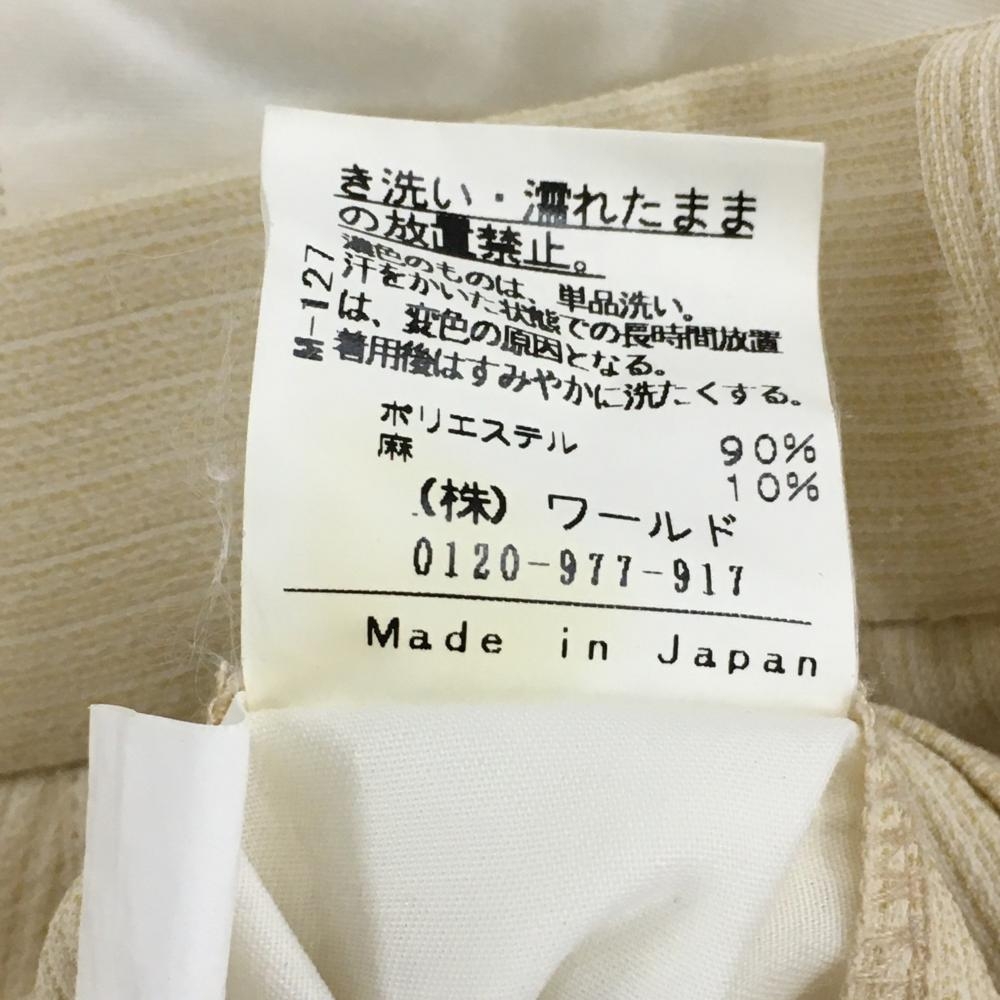 き洗い・濡れたまま
の放置禁止。
濃色のものは、単品洗い。
汗をかいた状態での長時間放置
は、変色の原因となる。
着用後はすみやかに洗たくする。
M-127
ポリエステル 90%
麻 10%
(株) ワールド
0120-977-917
Made in Japan